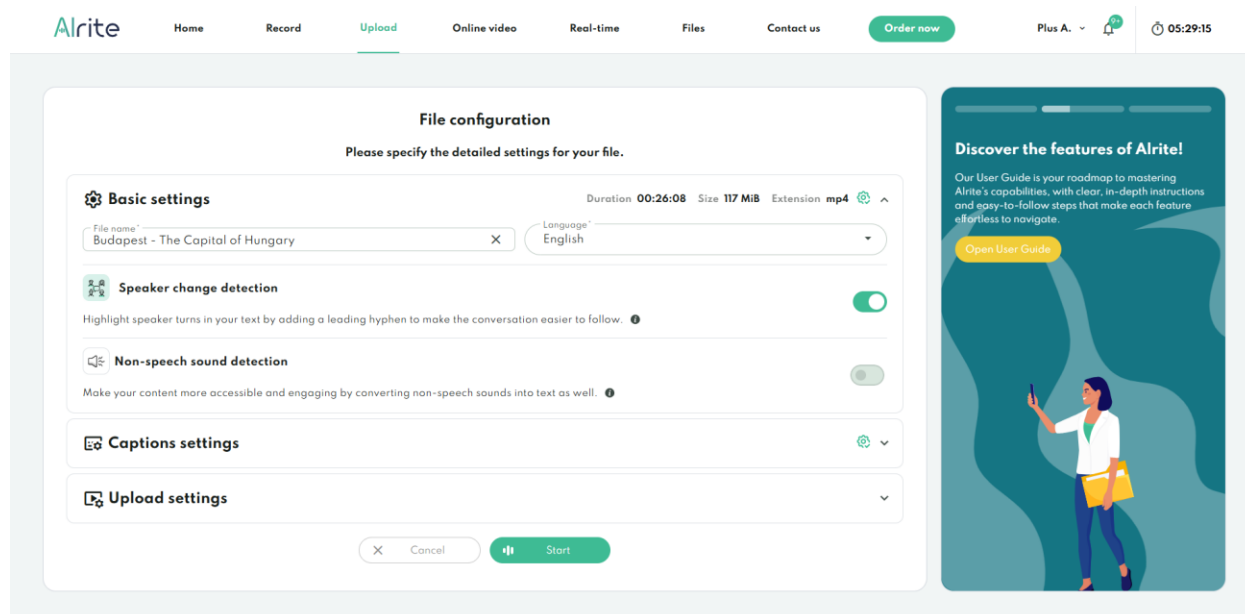 Alrite
Home Record Upload Online video Real-time Files Contact us Order now Plus A. 9+ 05:29:15
File configuration
Please specify the detailed settings for your file.
Basic settings Duration 00:26:08 Size 117 MiB Extension mp4
File name* Language*
Budapest - The Capital of Hungary English
Speaker change detection
Highlight speaker turns in your text by adding a leading hyphen to make the conversation easier to follow.
Non-speech sound detection
Make your content more accessible and engaging by converting non-speech sounds into text as well.
Captions settings
Upload settings
Cancel Start
Discover the features of Alrite!
Our User Guide is your roadmap to mastering
Alrite's capabilities, with clear, in-depth instructions
and easy-to-follow steps that make each feature
effortless to navigate.
Open User Guide